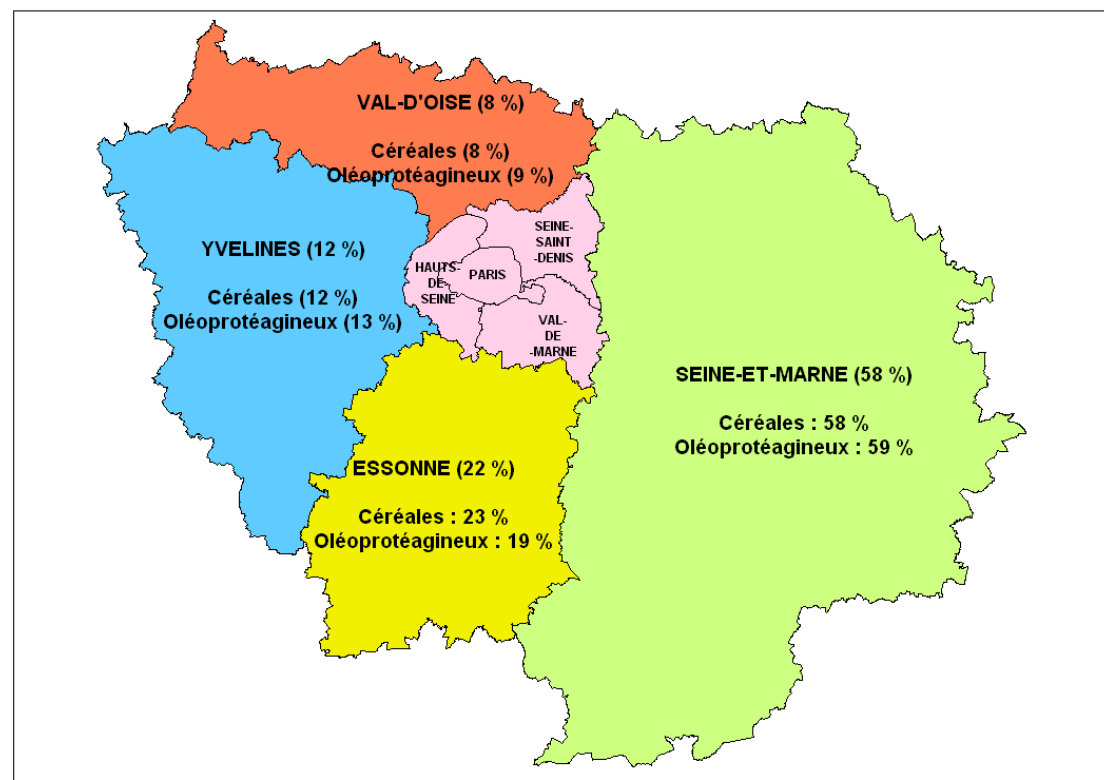 VAL-D'OISE (8 %)
Céréales (8 %)
Oléoprotéagineux (9 %)
YVELINES (12 %)
Céréales (12 %)
Oléoprotéagineux (13 %)
SEINE-
SAINT
-DENIS
HAUTS-
DE-
SEINE
PARIS
VAL-
DE
-MARNE
SEINE-ET-MARNE (58 %)
Céréales : 58 %
Oléoprotéagineux : 59 %
ESSONNE (22 %)
Céréales : 23 %
Oléoprotéagineux : 19 %